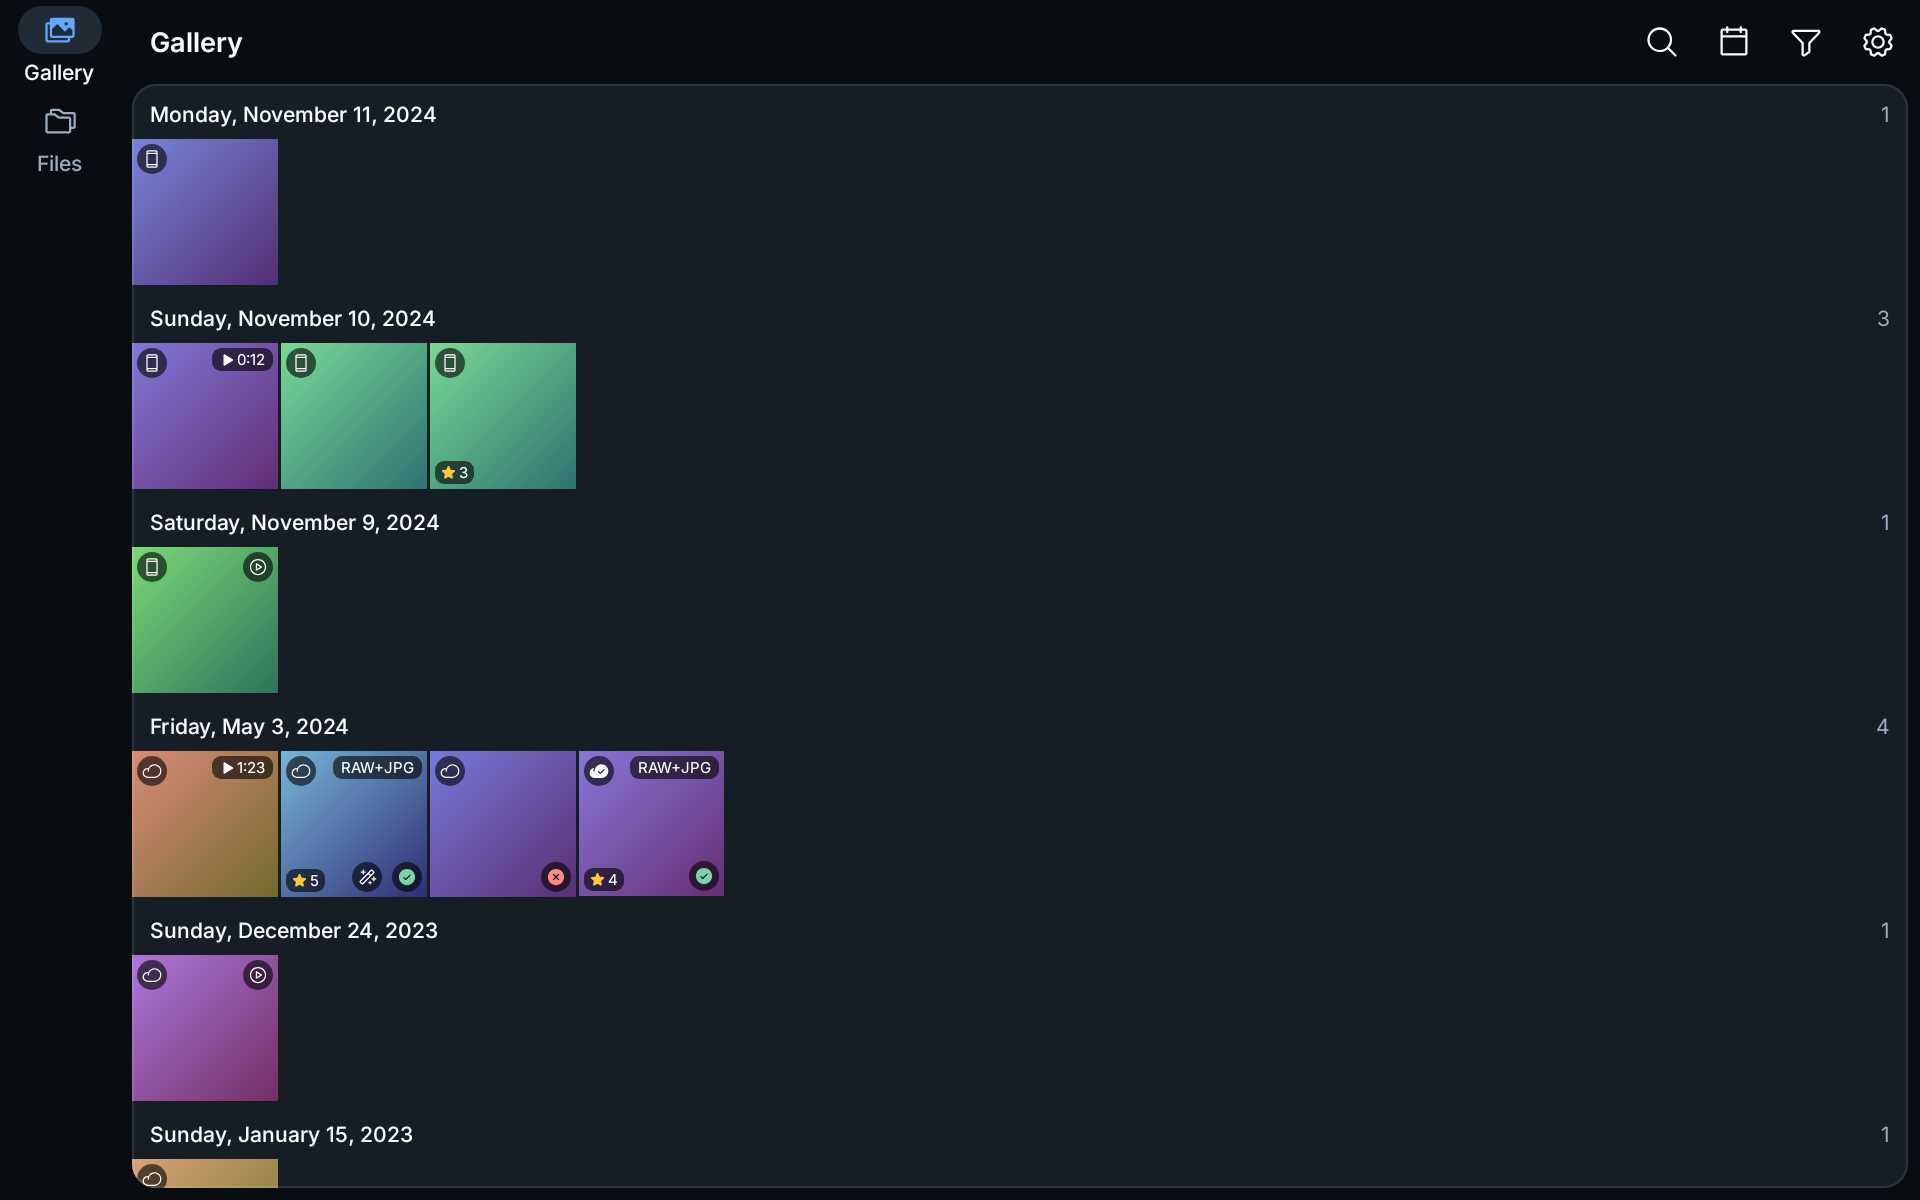 Gallery
Files
Gallery
Monday, November 11, 2024 1
Sunday, November 10, 2024 3
0:12
3
Saturday, November 9, 2024 1
Friday, May 3, 2024 4
1:23 RAW+JPG RAW+JPG
5 4
Sunday, December 24, 2023 1
Sunday, January 15, 2023 1